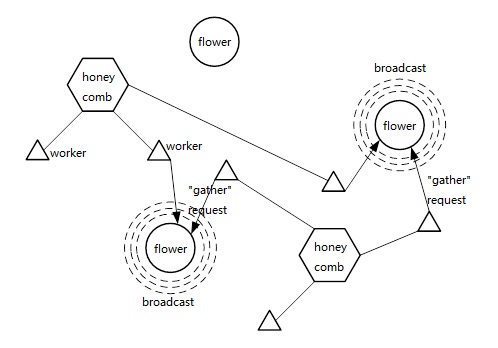 flower
broadcast
honey
comb
flower
worker
worker
"gather"
request
"gather"
request
flower
honey
comb
broadcast